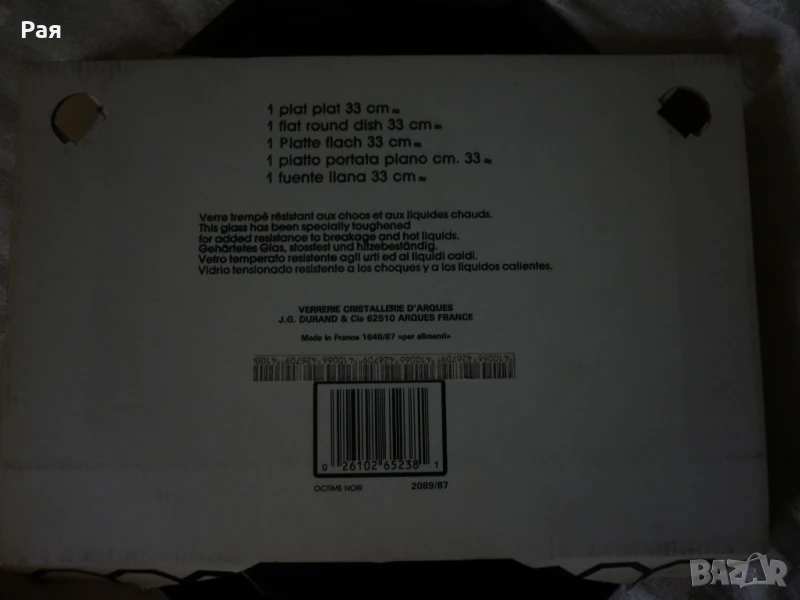 Рая
1 plat plat 33 cm
1 flat round dish 33 cm
1 Platte flach 33 cm
1 piatto portata piano cm. 33
1 fuente llana 33 cm
Verre trempé résistant aux chocs et aux liquides chauds.
This glass has been specially toughened
for added resistance to breakage and hot liquids.
Gehärtetes Glas, stossfest und hitzebeständig.
Vetro temperato resistente agli urti ed ai liquidi caldi.
Vidrio tensionado resistente a los choques y a los liquidos calientes.
VERRERIE CRISTALLERIE D'ARQUES
J.G. DURAND & Cie 62510 ARQUES FRANCE
Made in France 1648/87 «per alimenti»
0 26102 65238 1
OCTIME NOIR 2089/87
BAZAR